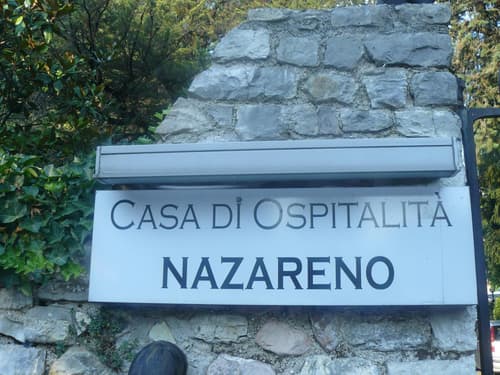 CASA DI OSPITALITÀ
NAZARENO